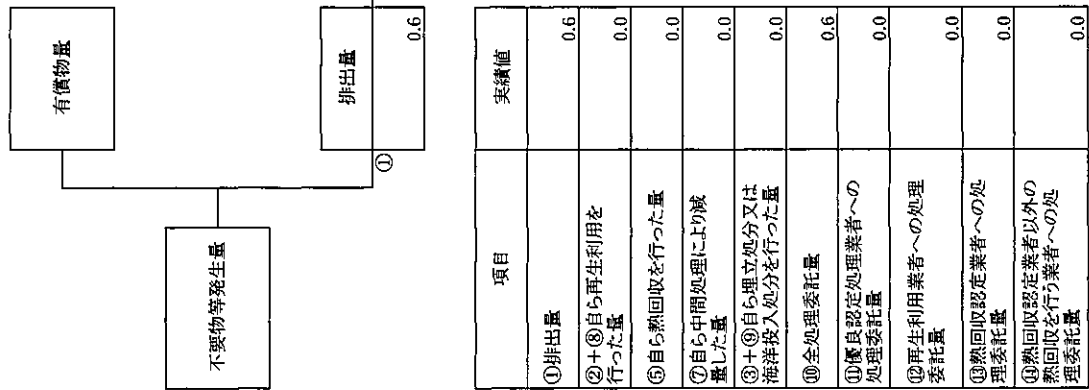 有償物量
不要物等発生量
排出量
①
0.6
項目
実績値
①排出量
0.6
②+⑧自ら再生利用を
行った量
0.0
⑤自ら熱回収を行った量
0.0
⑦自ら中間処理により減
量した量
0.0
③+⑨自ら埋立処分又は
海洋投入処分を行った量
0.0
⑩全処理委託量
0.6
⑪優良認定処理業者への
処理委託量
0.0
⑫再生利用業者への処理
委託量
0.0
⑬熱回収認定業者への処
理委託量
0.0
⑭熱回収認定業者以外の
熱回収を行う業者への処
理委託量
0.0